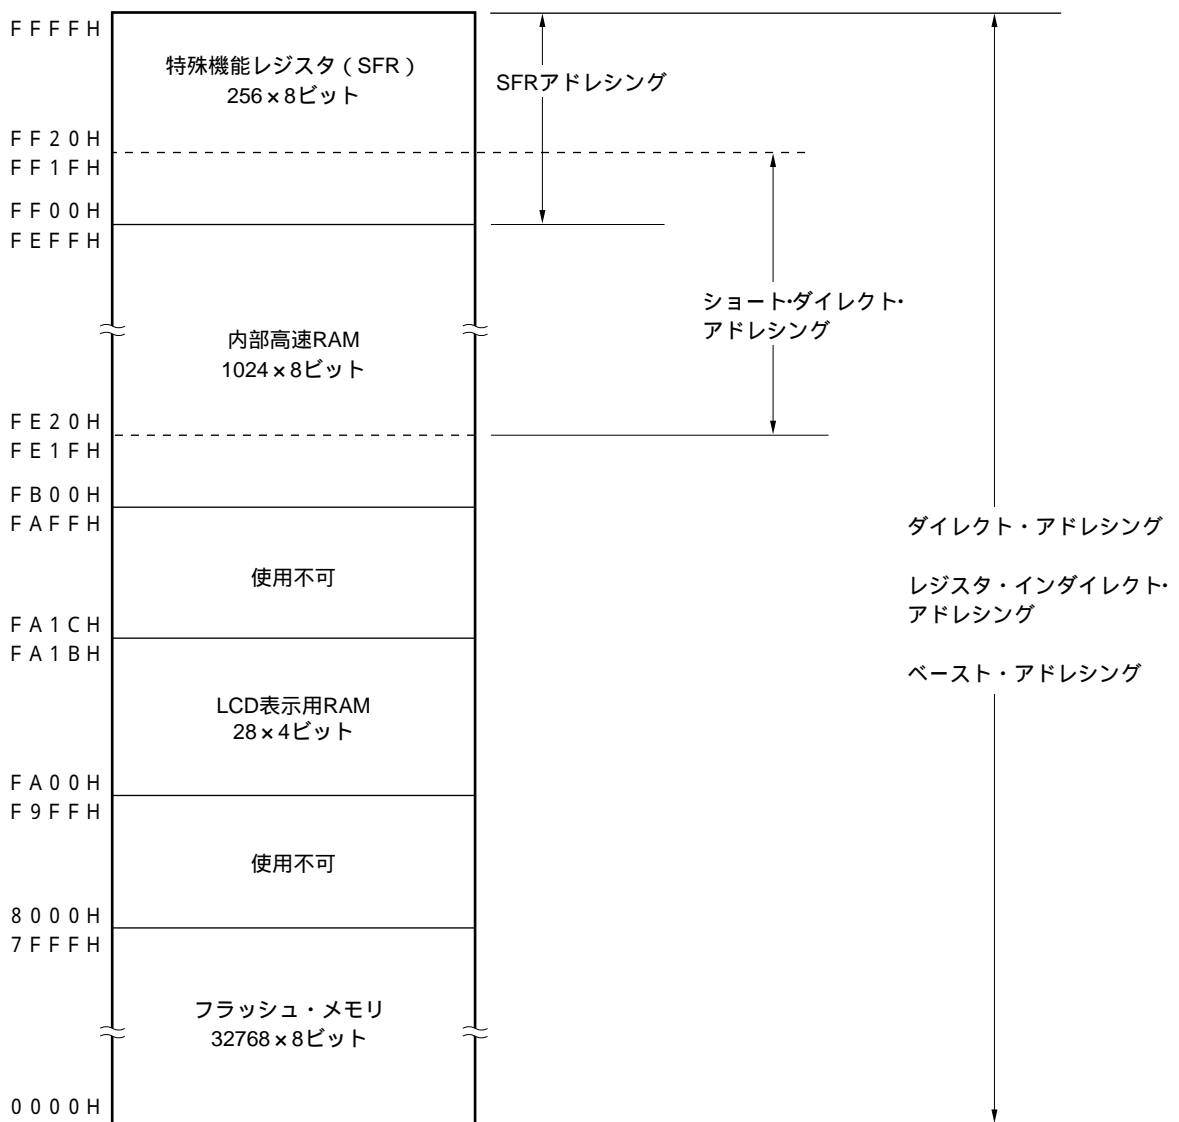 FFFFH
特殊機能レジスタ（SFR）
256×8ビット
SFRアドレシング
FF20H
FF1FH
FF00H
FEFFH
ショート・ダイレクト・
アドレシング
内部高速RAM
1024×8ビット
FE20H
FE1FH
FB00H
FAFFH
ダイレクト・アドレシング
使用不可
レジスタ・インダイレクト・
アドレシング
FA1CH
FA1BH
ベースト・アドレシング
LCD表示用RAM
28×4ビット
FA00H
F9FFH
使用不可
8000H
7FFFH
フラッシュ・メモリ
32768×8ビット
0000H